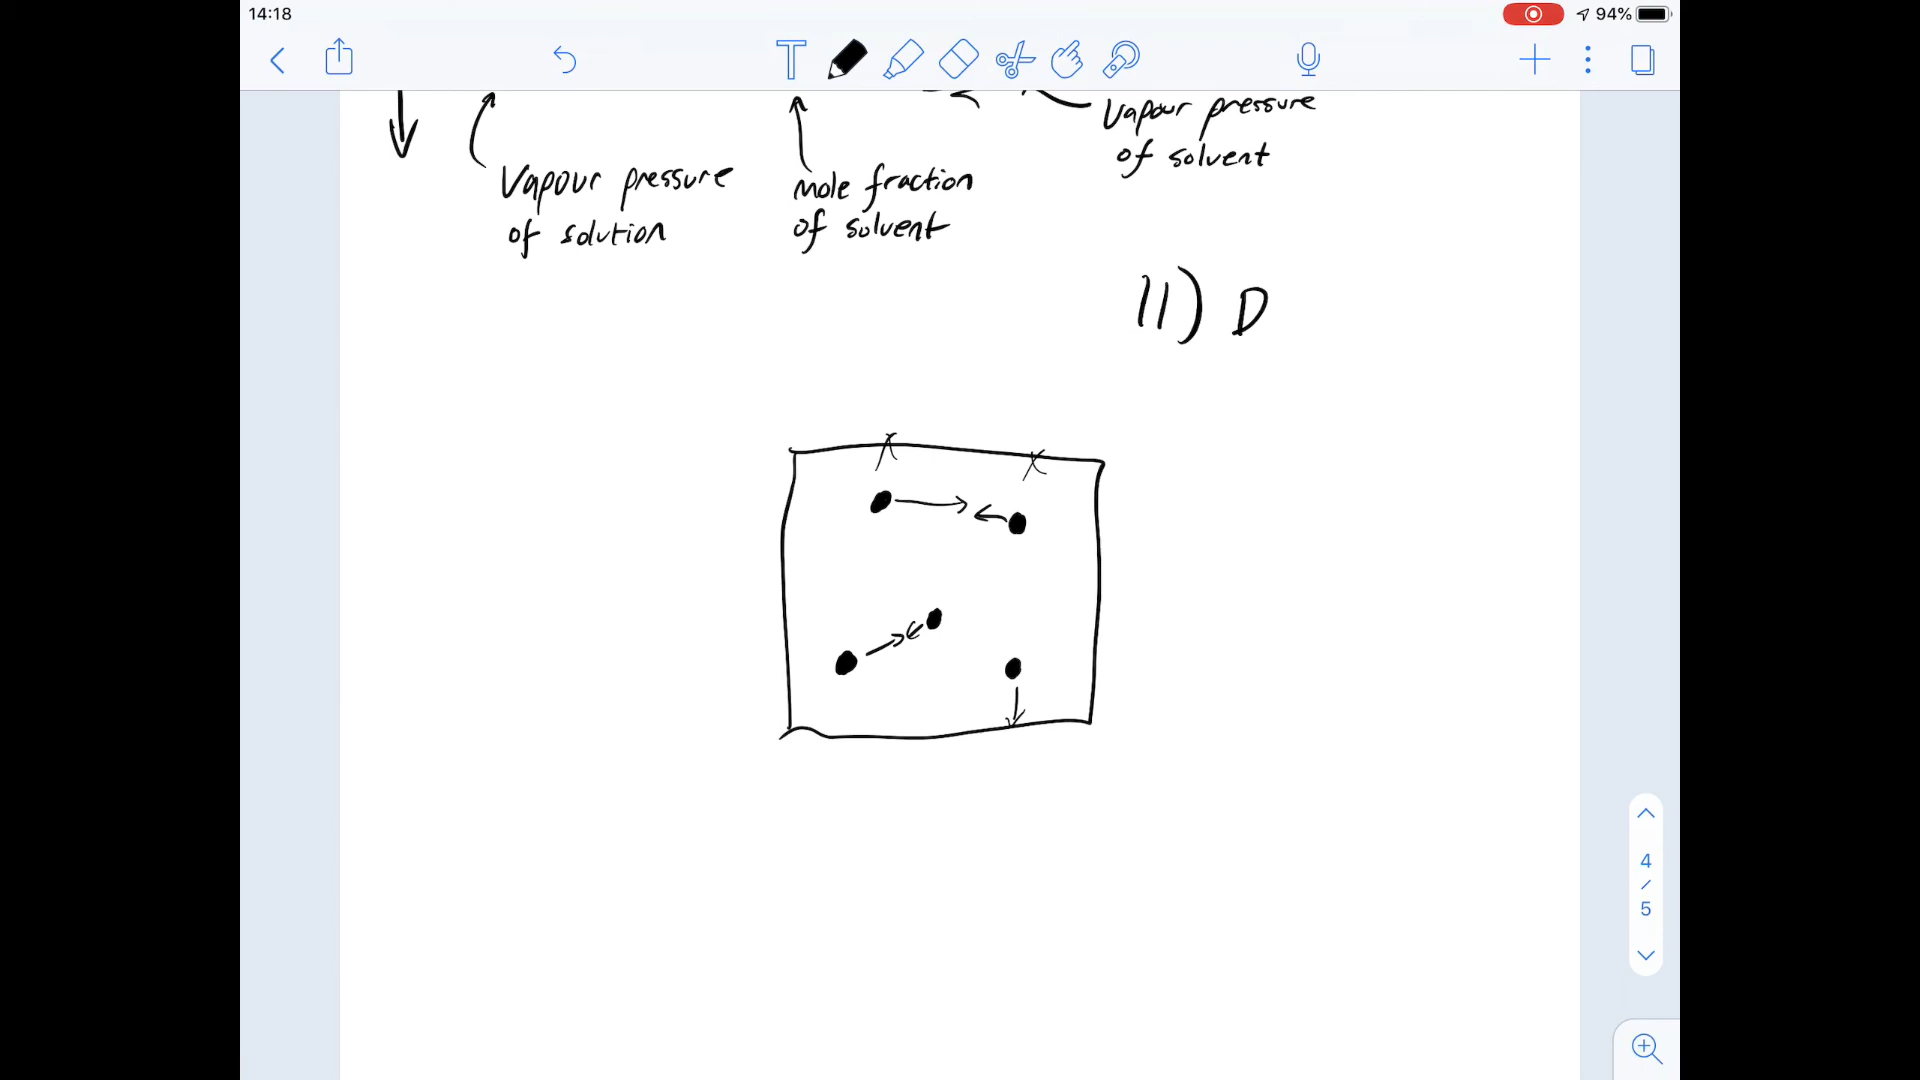 14:18
94%
T
Vapour pressure
of solvent
Vapour pressure
of solution
mole fraction
of solvent
11) D
4
/
5